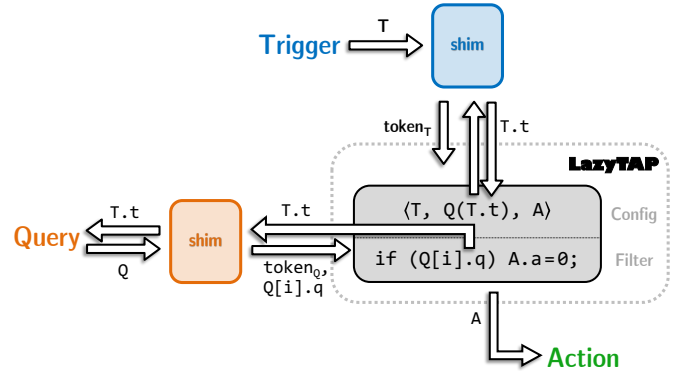 T
Trigger
shim
token_T
T.t
LazyTAP
⟨T, Q(T.t), A⟩
Config
if (Q[i].q) A.a=0;
Filter
T.t
T.t
Query
shim
Q
token_Q,
Q[i].q
A
Action